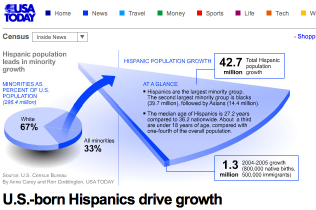 USA TODAY
Home News Travel Money Sports Life Tech W
Census Inside News
- Shopp
Hispanic population
leads in minority
growth
MINORITIES AS
PERCENT OF U.S.
POPULATION
(296.4 million)
White
67%
All minorities
33%
HISPANIC POPULATION GROWTH
42.7
million
Total Hispanic
population
growth
AT A GLANCE
• Hispanics are the largest minority group.
The second largest minority group is blacks
(39.7 million), followed by Asians (14.4 million).
• The median age of Hispanics is 27.2 years
compared to 36.2 nationwide. About a third
are under 18 years of age, compared with
one-fourth of the overall population.
1.3
million
2004-2005 growth
(800,000 native births,
500,000 immigrants)
Source: U.S. Census Bureau
By Anne Carey and Ron Coddington, USA TODAY
U.S.-born Hispanics drive growth